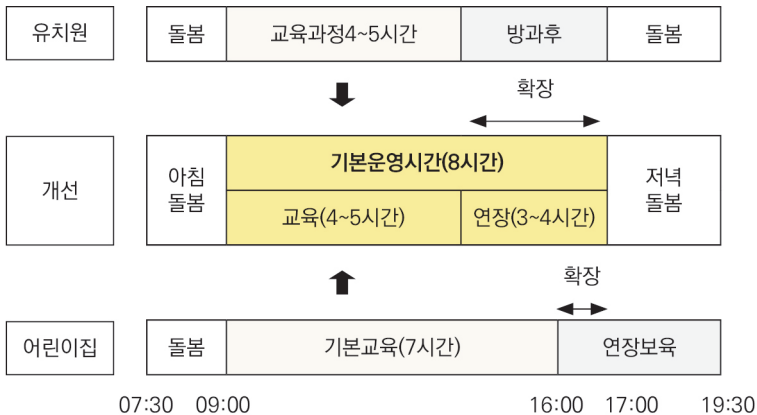 유치원
돌봄
교육과정4~5시간
방과후
돌봄
확장
개선
아침
돌봄
기본운영시간(8시간)
교육(4~5시간)
연장(3~4시간)
저녁
돌봄
확장
어린이집
돌봄
기본교육(7시간)
연장보육
07:30 09:00 16:00 17:00 19:30